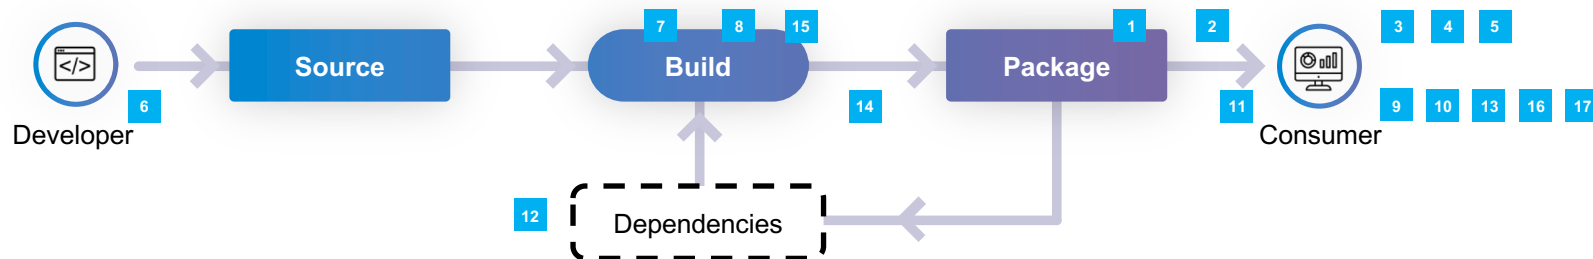 7 8 15 1 2 3 4 5
</>
Source
Build
Package
6 14 11 9 10 13 16 17
Developer
Consumer
12
Dependencies